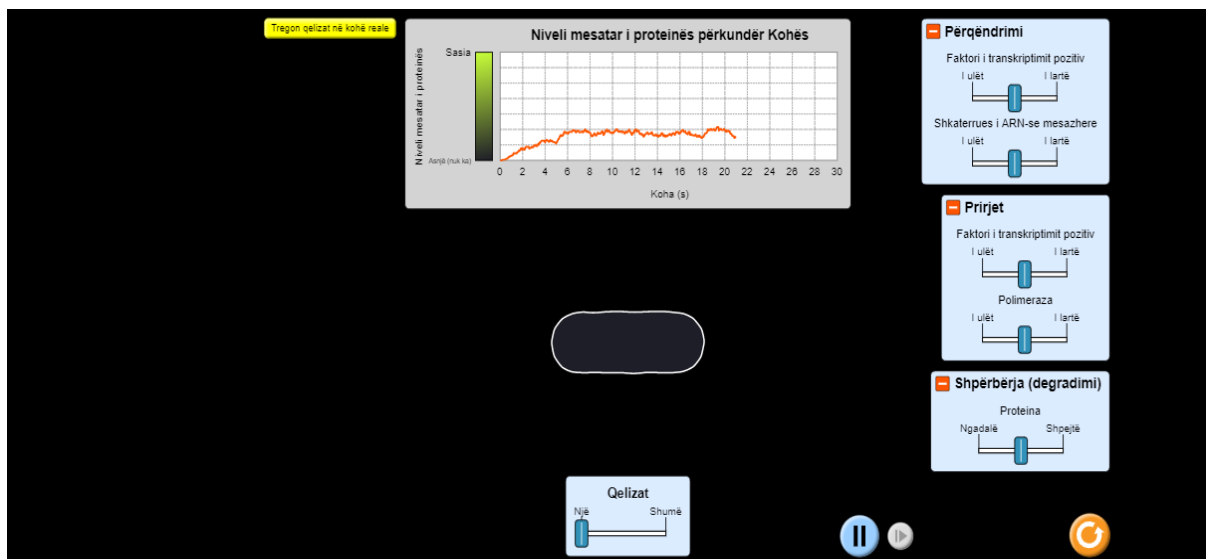 Tregon qelizat në kohë reale
Niveli mesatar i proteinës përkundër Kohës
Sasia
Niveli mesatar i proteinës
Asnjë (nuk ka)
0 2 4 6 8 10 12 14 16 18 20 22 24 26 28 30
Koha (s)
Përqëndrimi
Faktori i transkriptimit pozitiv
I ulët I lartë
Shkaterrues i ARN-se mesazhere
I ulët I lartë
Prirjet
Faktori i transkriptimit pozitiv
I ulët I lartë
Polimeraza
I ulët I lartë
Shpërbërja (degradimi)
Proteina
Ngadalë Shpejtë
Qelizat
Një Shumë